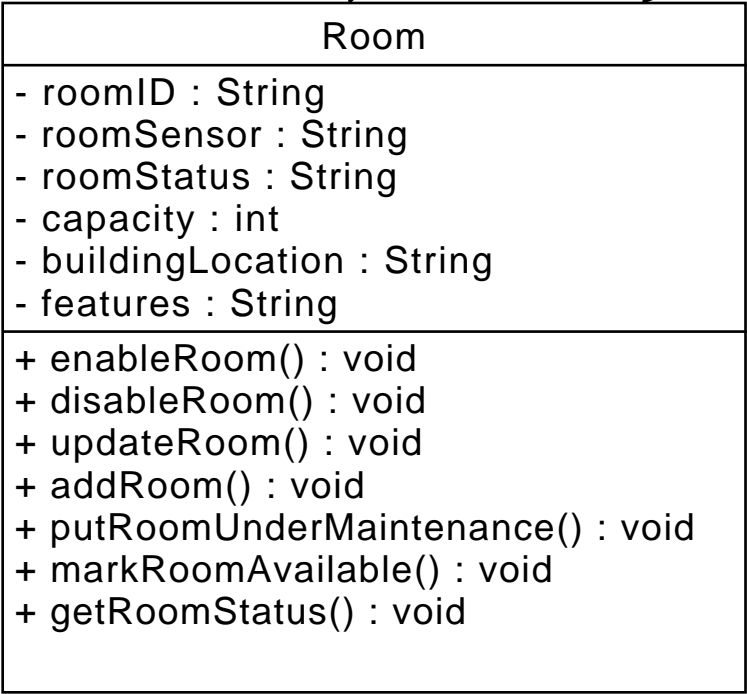 Room
- roomID : String
- roomSensor : String
- roomStatus : String
- capacity : int
- buildingLocation : String
- features : String
+ enableRoom() : void
+ disableRoom() : void
+ updateRoom() : void
+ addRoom() : void
+ putRoomUnderMaintenance() : void
+ markRoomAvailable() : void
+ getRoomStatus() : void